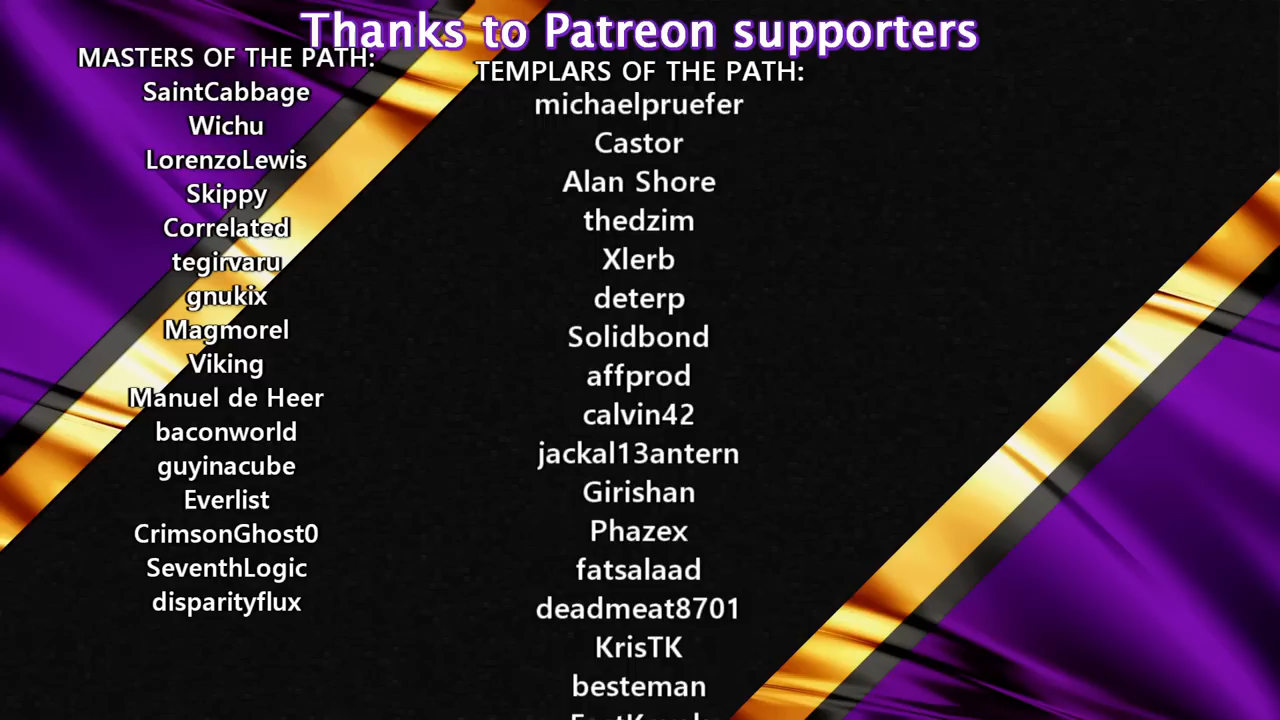 Thanks to Patreon supporters
MASTERS OF THE PATH:
SaintCabbage
Wichu
LorenzoLewis
Skippy
Correlated
tegirvaru
gnukix
Magmorel
Viking
Manuel de Heer
baconworld
guyinacube
Everlist
CrimsonGhost0
SeventhLogic
disparityflux
TEMPLARS OF THE PATH:
michaelpruefer
Castor
Alan Shore
thedzim
Xlerb
deterp
Solidbond
affprod
calvin42
jackal13antern
Girishan
Phazex
fatsalaad
deadmeat8701
KrisTK
besteman